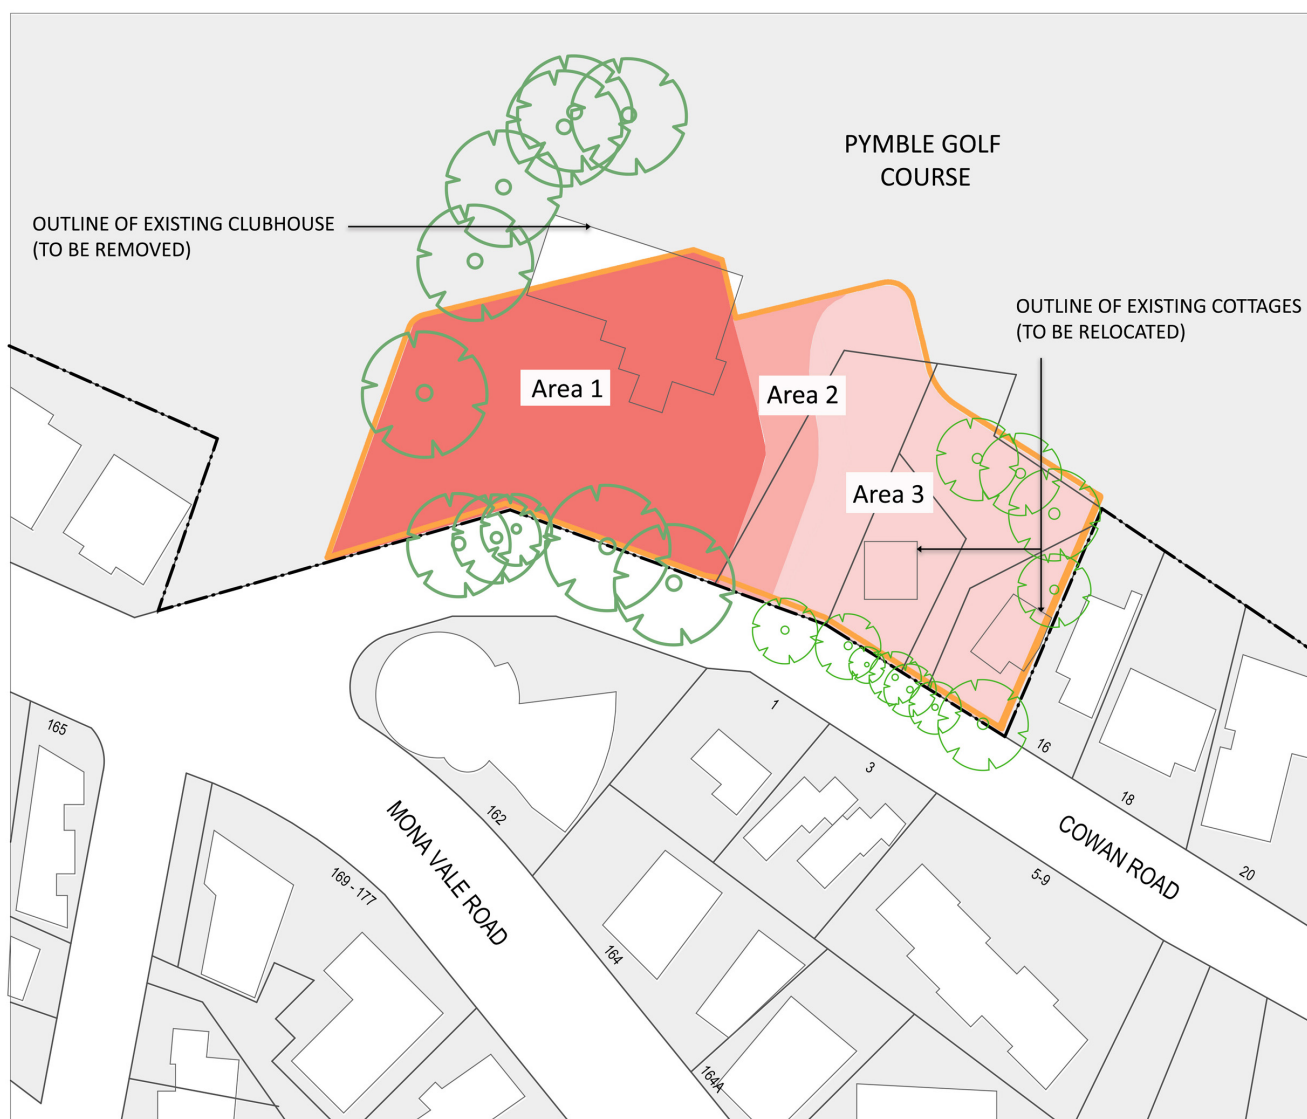 PYMBLE GOLF
COURSE
OUTLINE OF EXISTING CLUBHOUSE
(TO BE REMOVED)
OUTLINE OF EXISTING COTTAGES
(TO BE RELOCATED)
Area 1
Area 2
Area 3
165
1
16
3
18
162
169 - 177
MONA VALE ROAD
COWAN ROAD
5-9
20
164
164A